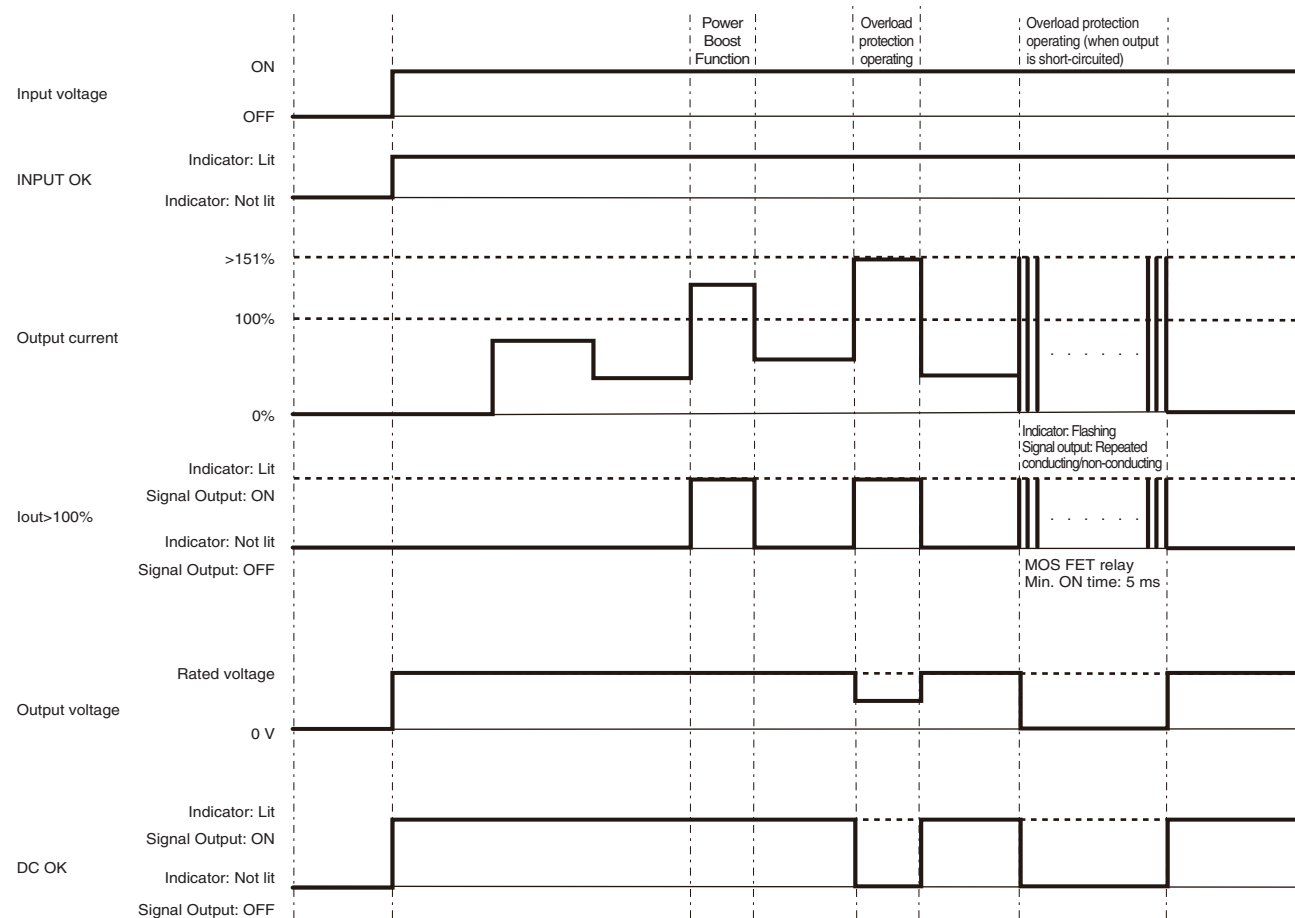 Power
Boost
Function
Overload
protection
operating
Overload protection
operating (when output
is short-circuited)
Input voltage
ON
OFF
INPUT OK
Indicator: Lit
Indicator: Not lit
Output current
>151%
100%
0%
. . . . . .
Indicator: Flashing
Signal output: Repeated
conducting/non-conducting
Iout>100%
Indicator: Lit
Signal Output: ON
Indicator: Not lit
Signal Output: OFF
. . . . . .
MOS FET relay
Min. ON time: 5 ms
Output voltage
Rated voltage
0 V
DC OK
Indicator: Lit
Signal Output: ON
Indicator: Not lit
Signal Output: OFF